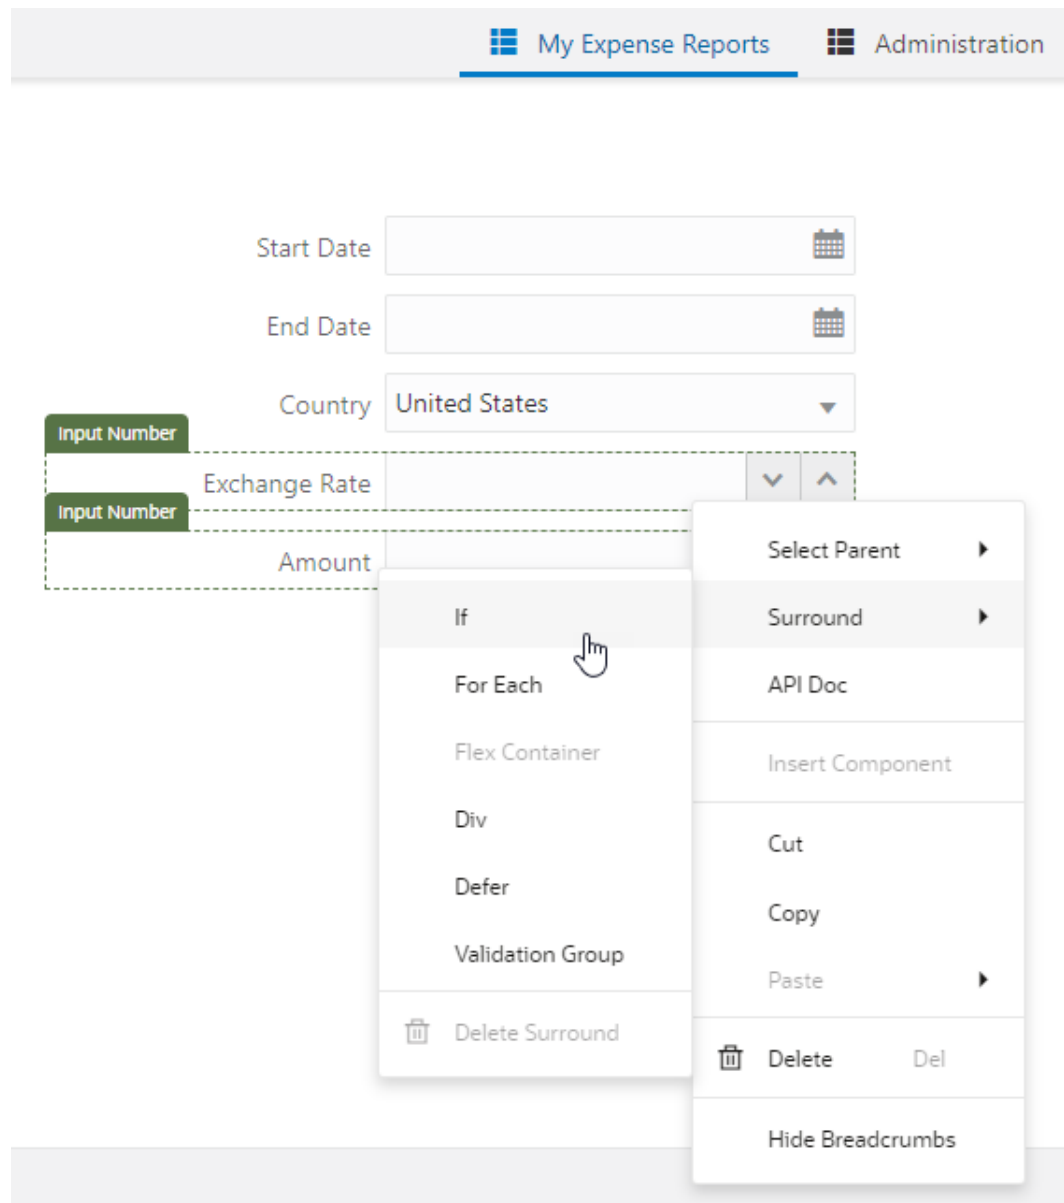 My Expense Reports
Administration
Start Date
End Date
Country
United States
Input Number
Exchange Rate
Input Number
Amount
Select Parent
Surround
API Doc
Insert Component
Cut
Copy
Paste
Delete Del
Hide Breadcrumbs
If
For Each
Flex Container
Div
Defer
Validation Group
Delete Surround